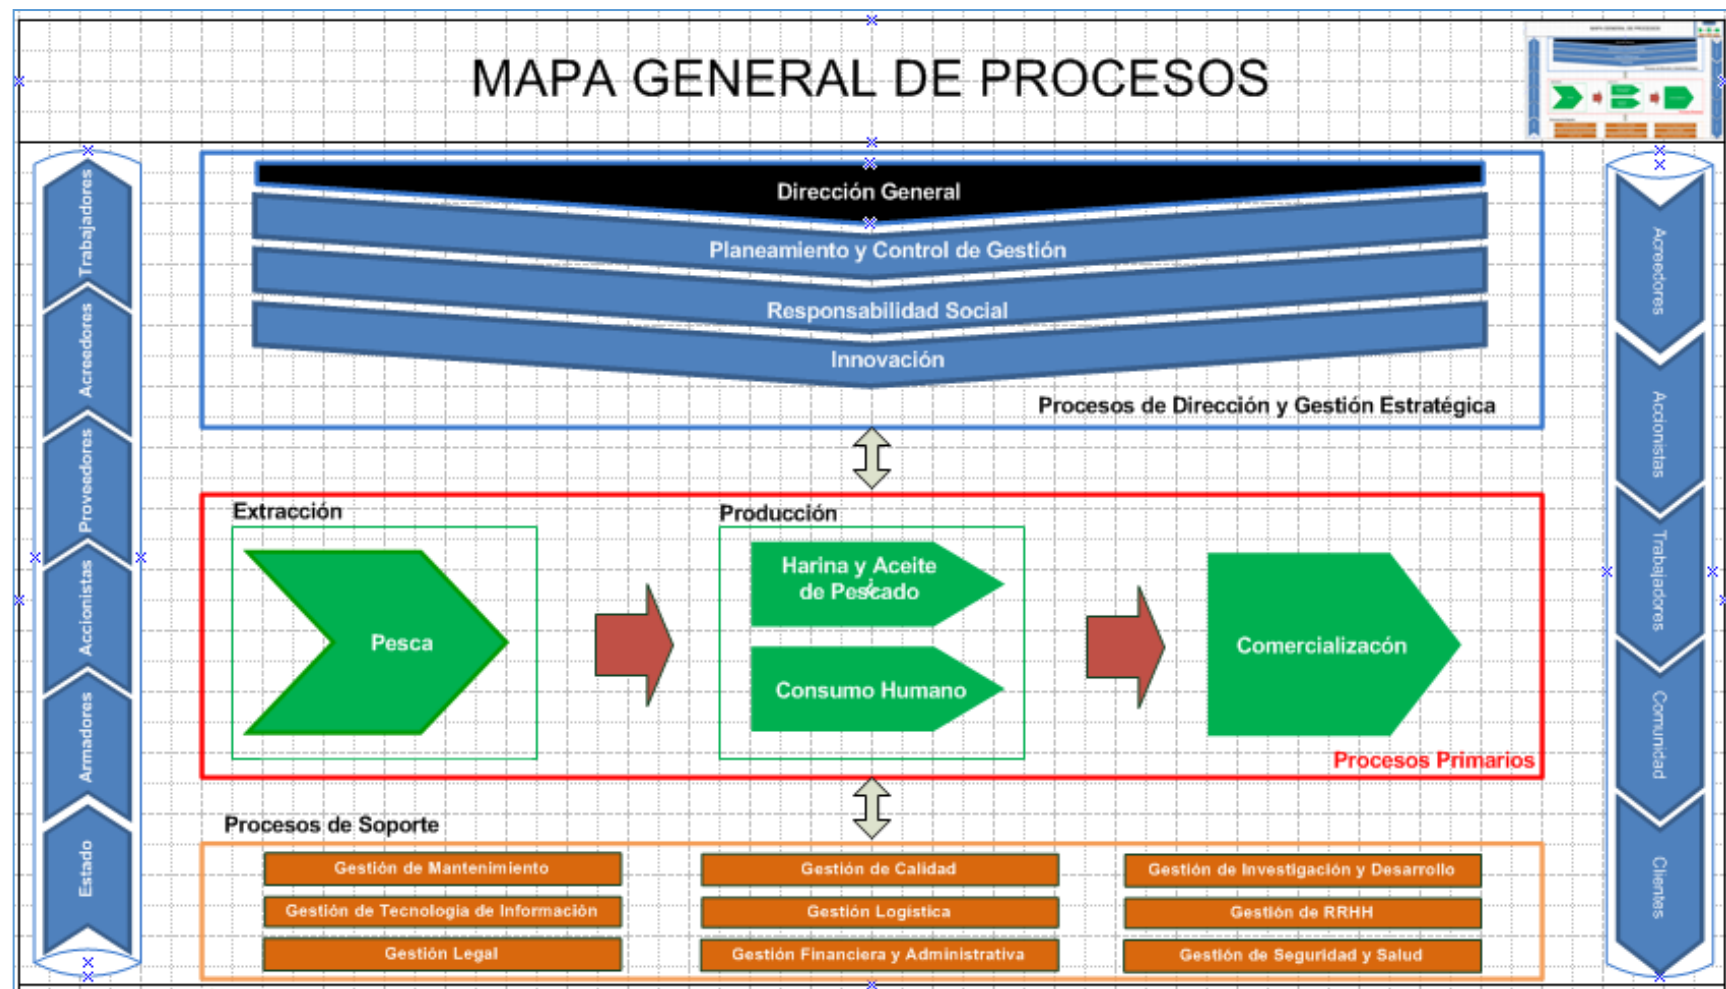 MAPA GENERAL DE PROCESOS
Trabajadores
Acreedores
Proveedores
Accionistas
Armadores
Estado
Dirección General
Planeamiento y Control de Gestión
Responsabilidad Social
Innovación
Procesos de Dirección y Gestión Estratégica
Extracción
Pesca
Producción
Harina y Aceite
de Pescado
Consumo Humano
Comercializacón
Procesos Primarios
Procesos de Soporte
Gestión de Mantenimiento
Gestión de Calidad
Gestión de Investigación y Desarrollo
Gestión de Tecnologia de Información
Gestión Logística
Gestión de RRHH
Gestión Legal
Gestión Financiera y Administrativa
Gestión de Seguridad y Salud
Acreedores
Accionistas
Trabajadores
Comunidad
Clientes